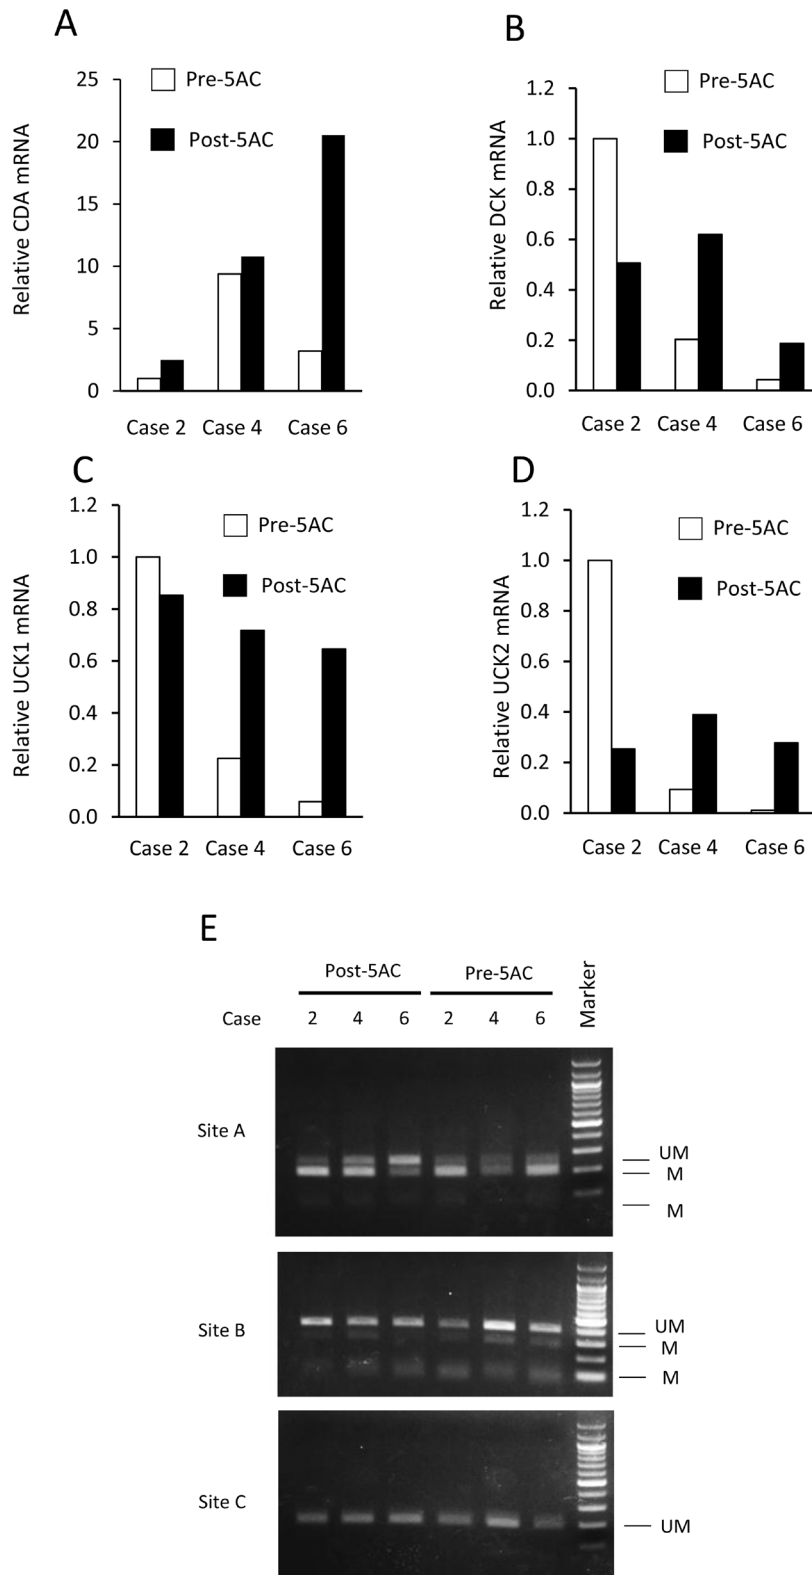 A
Pre-5AC
Post-5AC
Relative CDA mRNA
25
20
15
10
5
0
Case 2 Case 4 Case 6
B
Pre-5AC
Post-5AC
Relative DCK mRNA
1.2
1.0
0.8
0.6
0.4
0.2
0.0
Case 2 Case 4 Case 6
C
Pre-5AC
Post-5AC
Relative UCK1 mRNA
1.2
1.0
0.8
0.6
0.4
0.2
0.0
Case 2 Case 4 Case 6
D
Pre-5AC
Post-5AC
Relative UCK2 mRNA
1.2
1.0
0.8
0.6
0.4
0.2
0.0
Case 2 Case 4 Case 6
E
Post-5AC Pre-5AC Marker
Case 2 4 6 2 4 6
Site A
UM
M
M
Site B
UM
M
M
Site C
UM